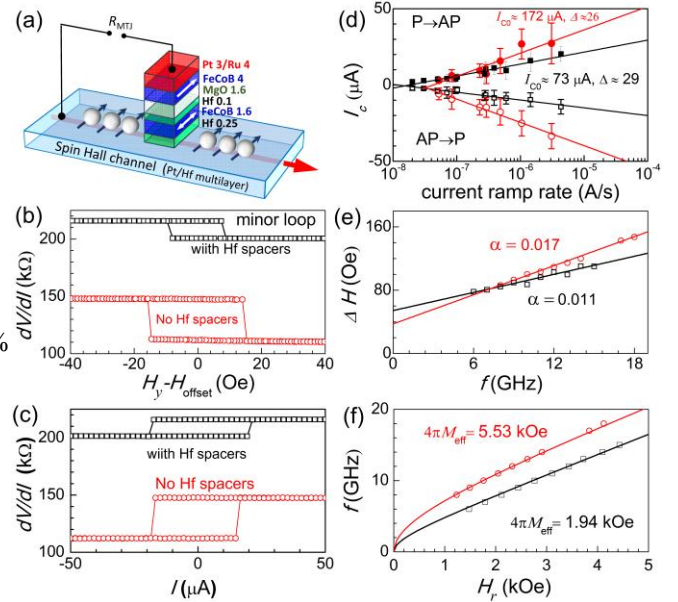 (a)
R_MTJ
Pt 3/Ru 4
FeCoB 4
MgO 1.6
Hf 0.1
FeCoB 1.6
Hf 0.25
Spin Hall channel (Pt/Hf multilayer)
(b)
minor loop
wiith Hf spacers
No Hf spacers
200
150
100
dV/dI (kΩ)
-40 -20 0 20 40
H_y-H_offset (Oe)
%
(c)
wiith Hf spacers
No Hf spacers
200
150
100
dV/dI (kΩ)
-50 0 50
I (μA)
(d)
P→AP
I_C0≈ 172 μA, Δ≈26
I_C0≈ 73 μA, Δ≈ 29
AP→P
50
0
-50
I_c (μA)
10^-8 10^-7 10^-6 10^-5 10^-4
current ramp rate (A/s)
(e)
α = 0.017
α = 0.011
160
80
0
Δ H (Oe)
0 6 12 18
f (GHz)
(f)
4πM_eff = 5.53 kOe
4πM_eff = 1.94 kOe
20
10
0
f (GHz)
0 1 2 3 4 5
H_r (kOe)